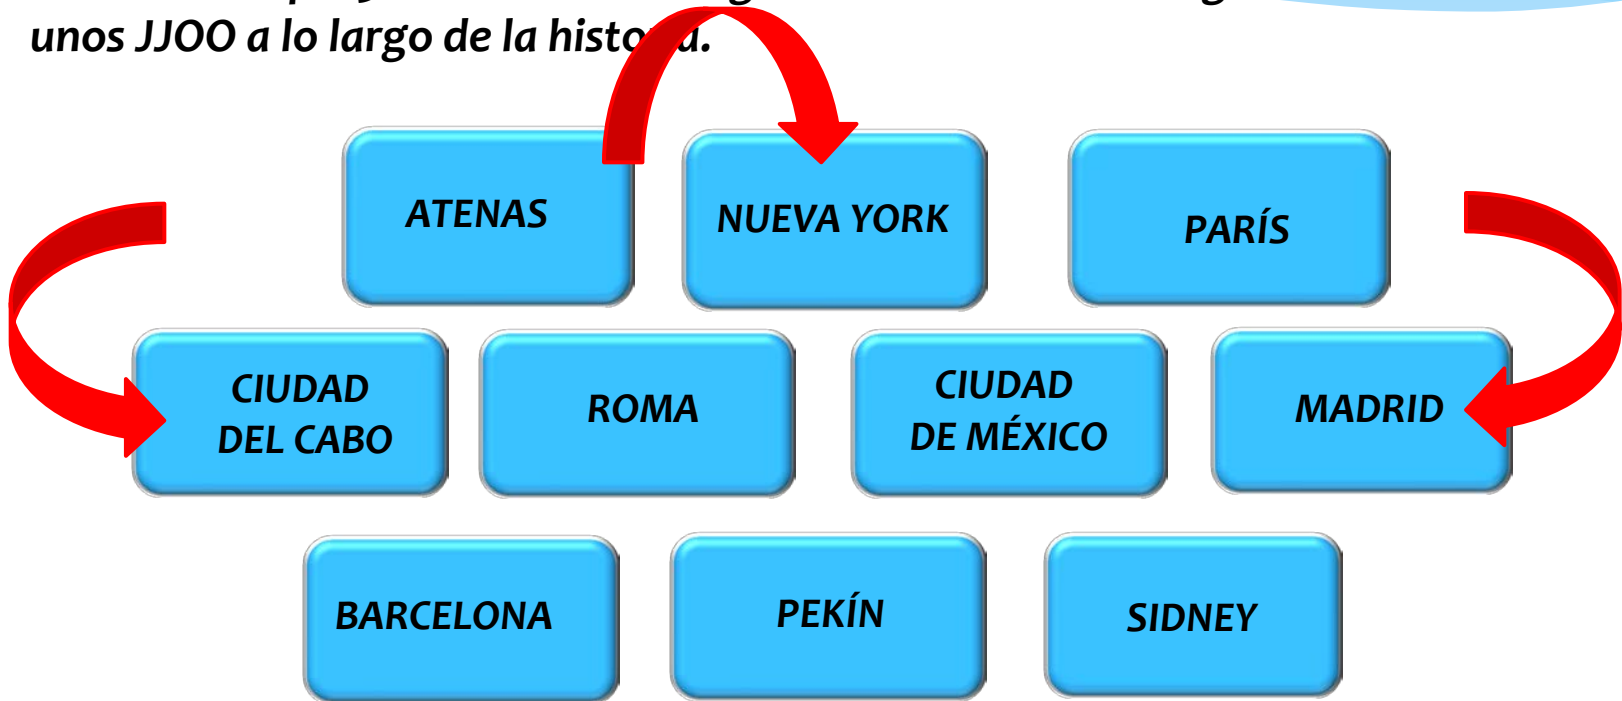 unos JJOO a lo largo de la historia.
ATENAS
NUEVA YORK
PARÍS
CIUDAD
DEL CABO
ROMA
CIUDAD
DE MÉXICO
MADRID
BARCELONA
PEKÍN
SIDNEY